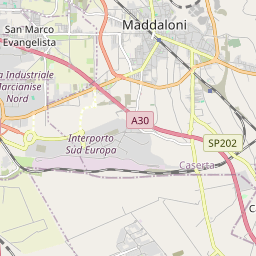 Maddaloni
San Marco
Evangelista
a Industriale
Marcianise
Nord
A30
Interporto
Sud Europa
SP202
Caserta